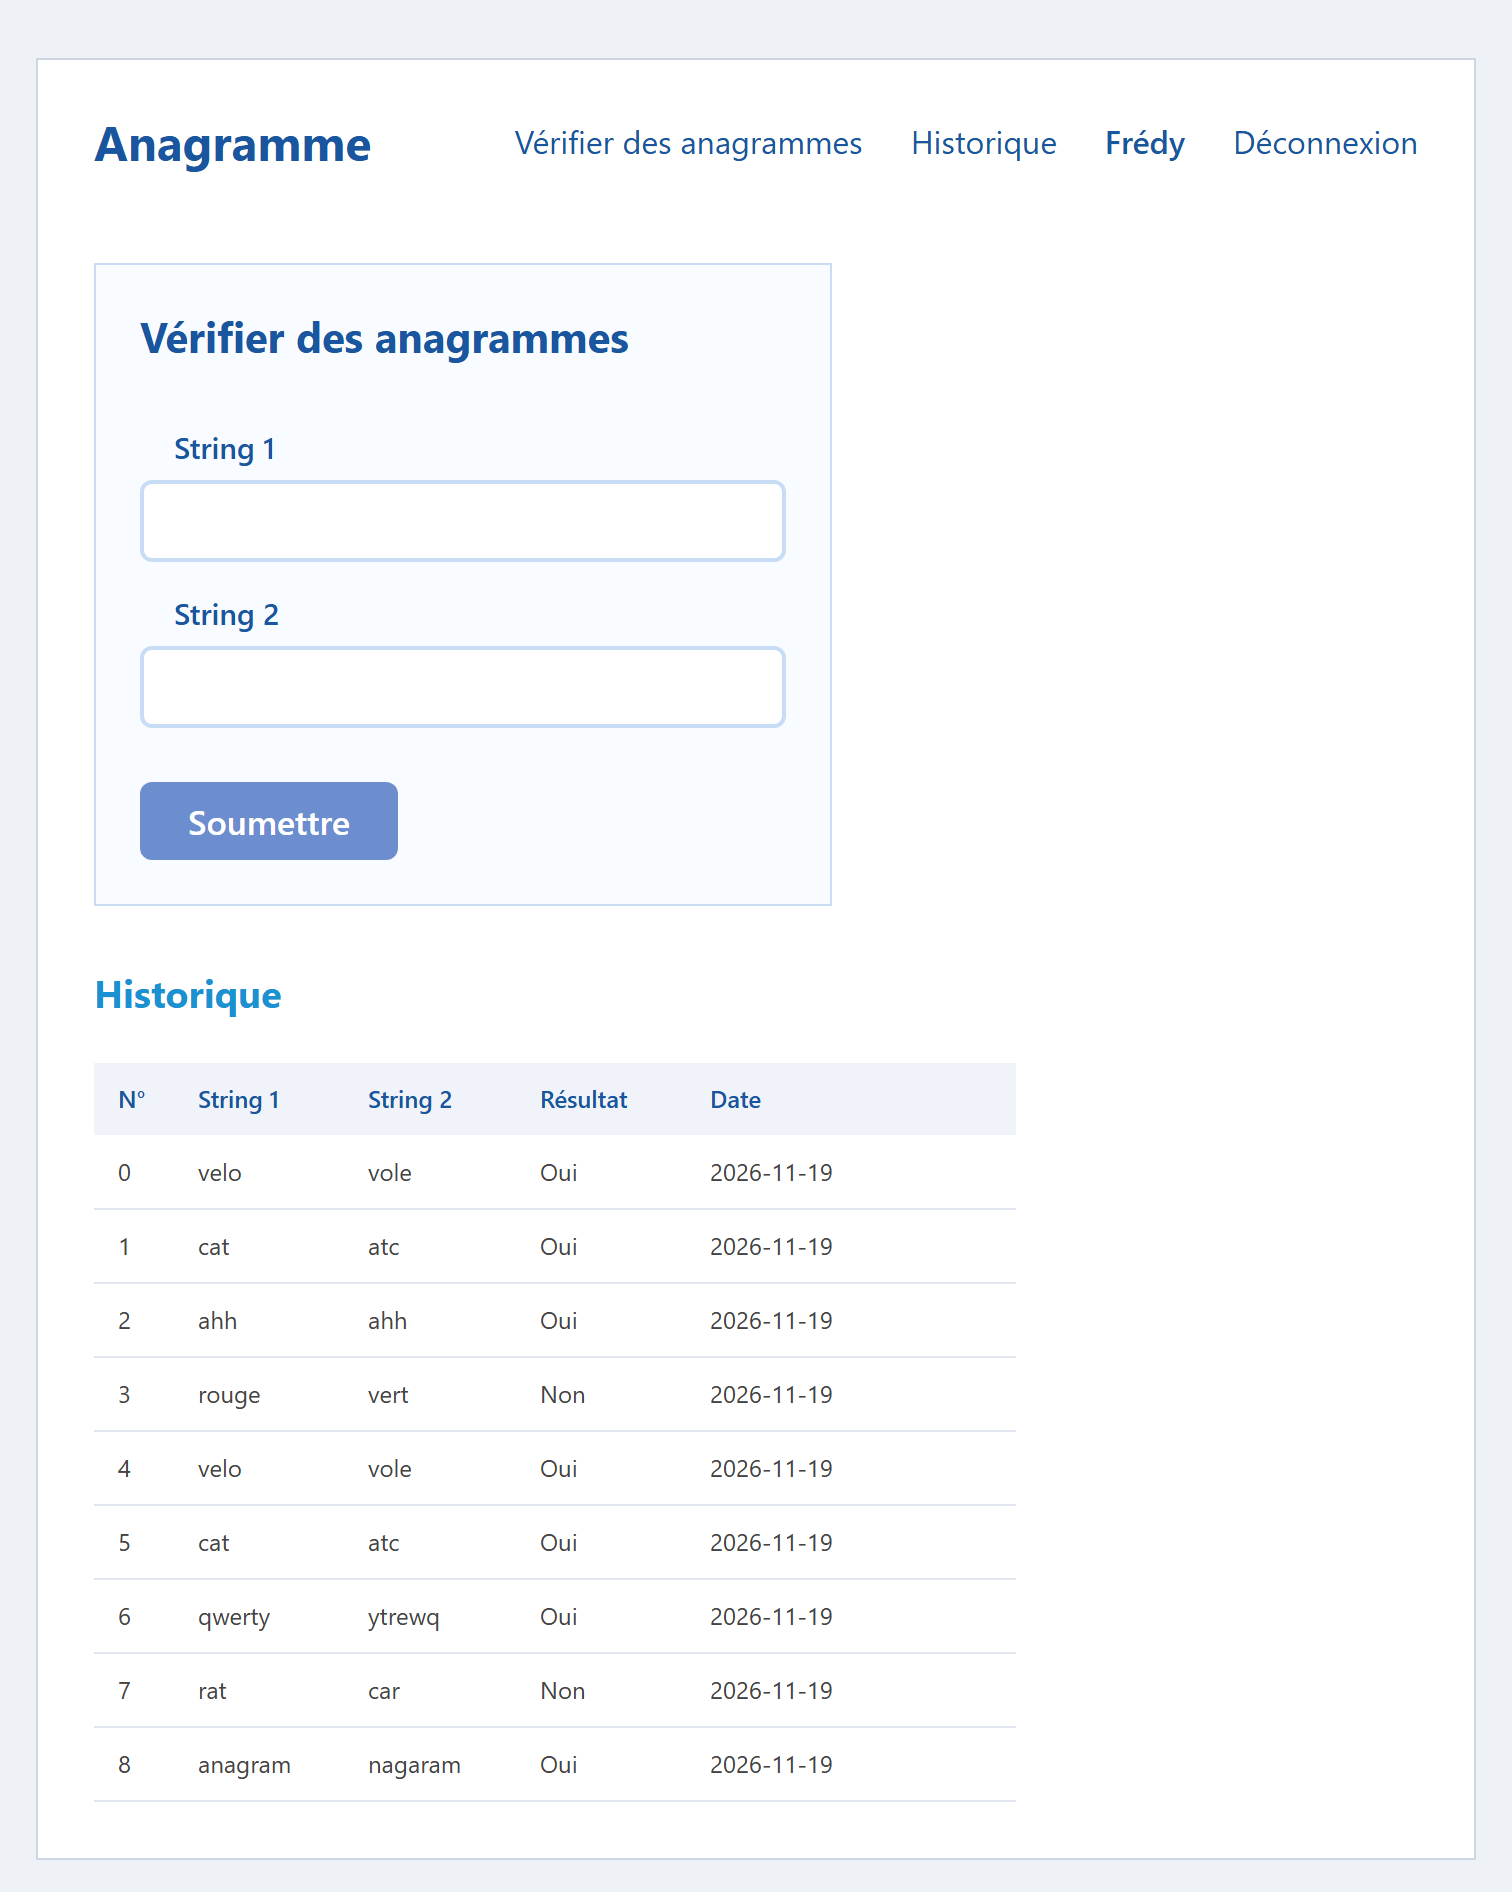 Anagramme Vérifier des anagrammes Historique Frédy Déconnexion
Vérifier des anagrammes
String 1
String 2
Soumettre
Historique
N° String 1 String 2 Résultat Date
0 velo vole Oui 2026-11-19
1 cat atc Oui 2026-11-19
2 ahh ahh Oui 2026-11-19
3 rouge vert Non 2026-11-19
4 velo vole Oui 2026-11-19
5 cat atc Oui 2026-11-19
6 qwerty ytrewq Oui 2026-11-19
7 rat car Non 2026-11-19
8 anagram nagaram Oui 2026-11-19